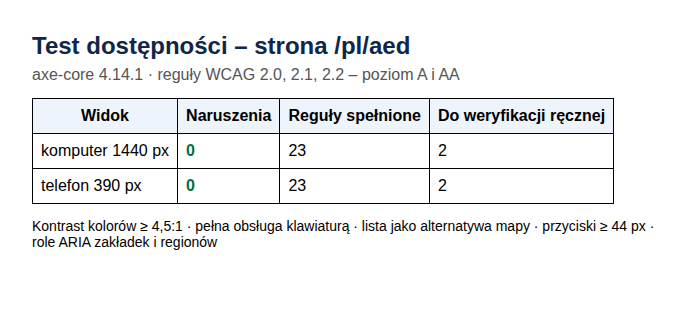 Test dostępności – strona /pl/aed
axe-core 4.14.1 · reguły WCAG 2.0, 2.1, 2.2 – poziom A i AA
Widok Naruszenia Reguły spełnione Do weryfikacji ręcznej
komputer 1440 px 0 23 2
telefon 390 px 0 23 2
Kontrast kolorów ≥ 4,5:1 · pełna obsługa klawiaturą · lista jako alternatywa mapy · przyciski ≥ 44 px ·
role ARIA zakładek i regionów